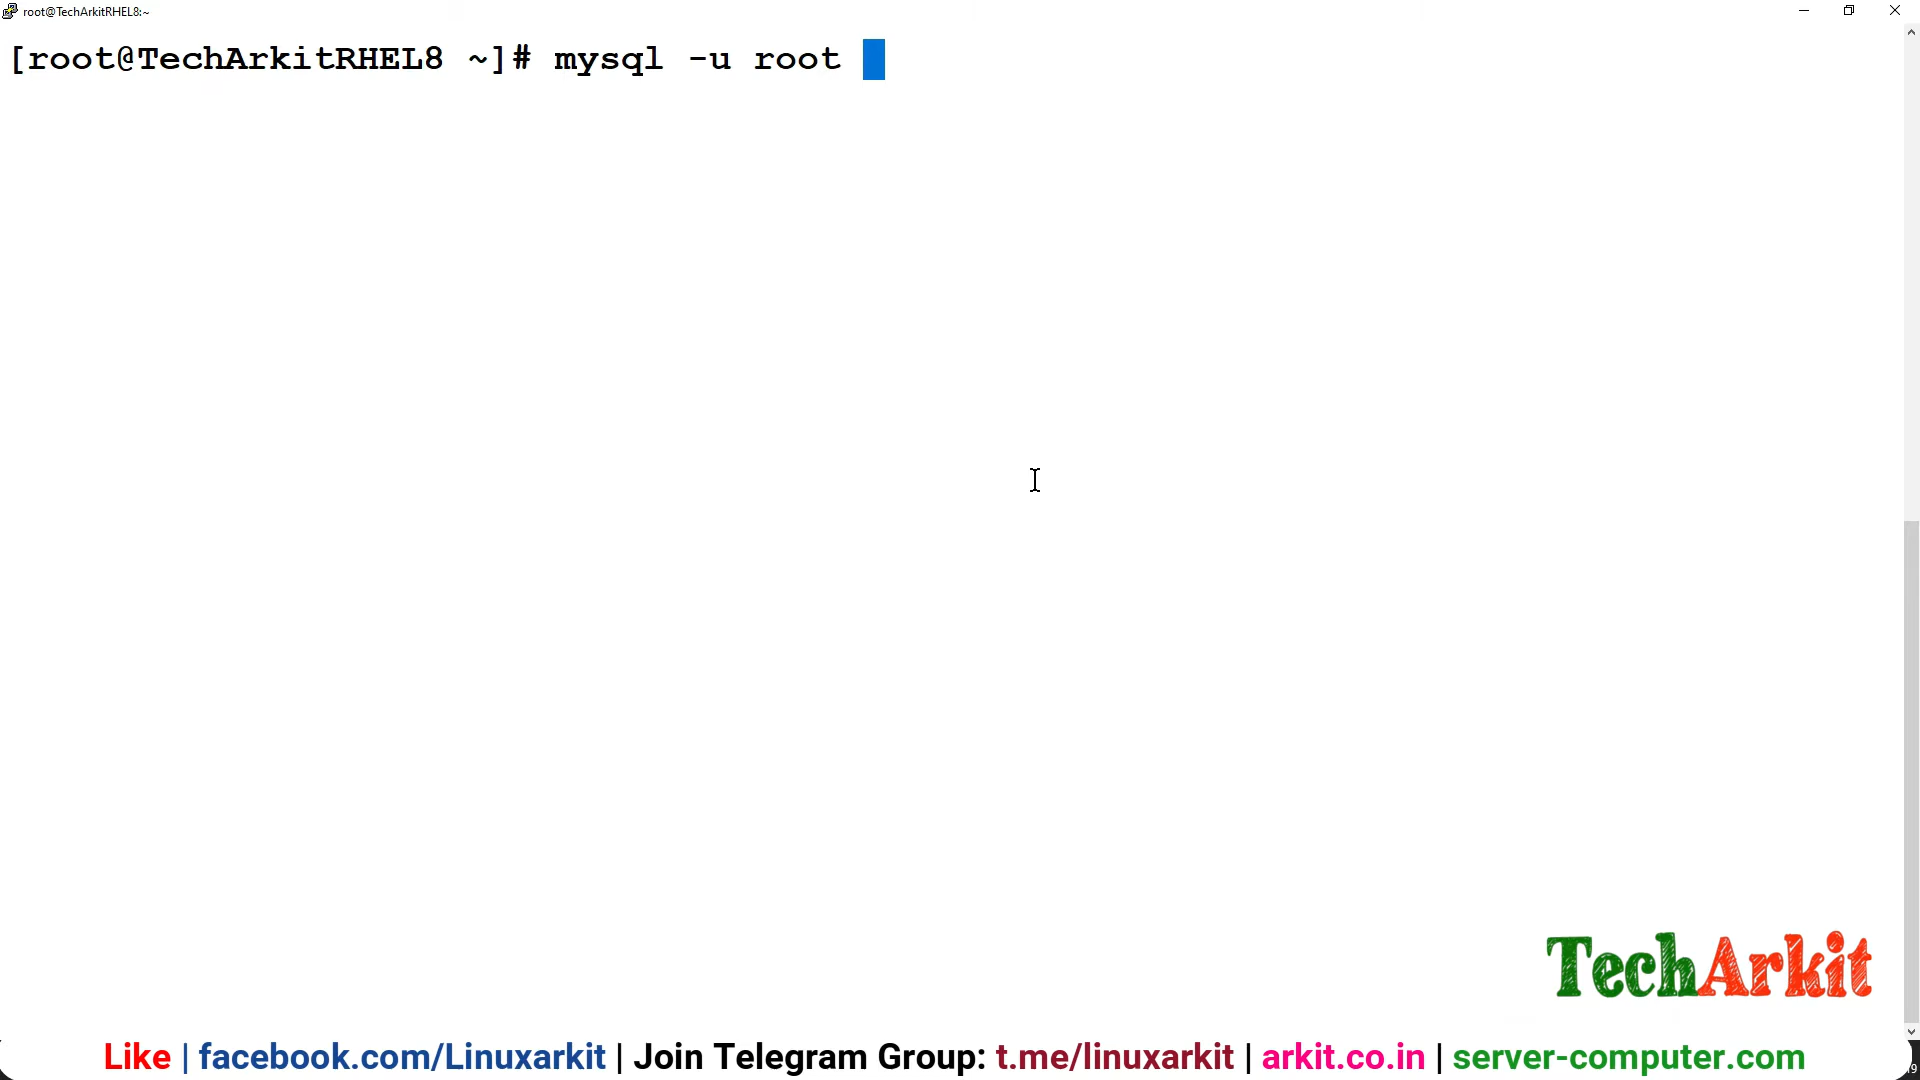 root@TechArkitRHEL8:~
[root@TechArkitRHEL8 ~]# mysql -u root
TechArkit
Like | facebook.com/Linuxarkit | Join Telegram Group: t.me/linuxarkit | arkit.co.in | server-computer.com